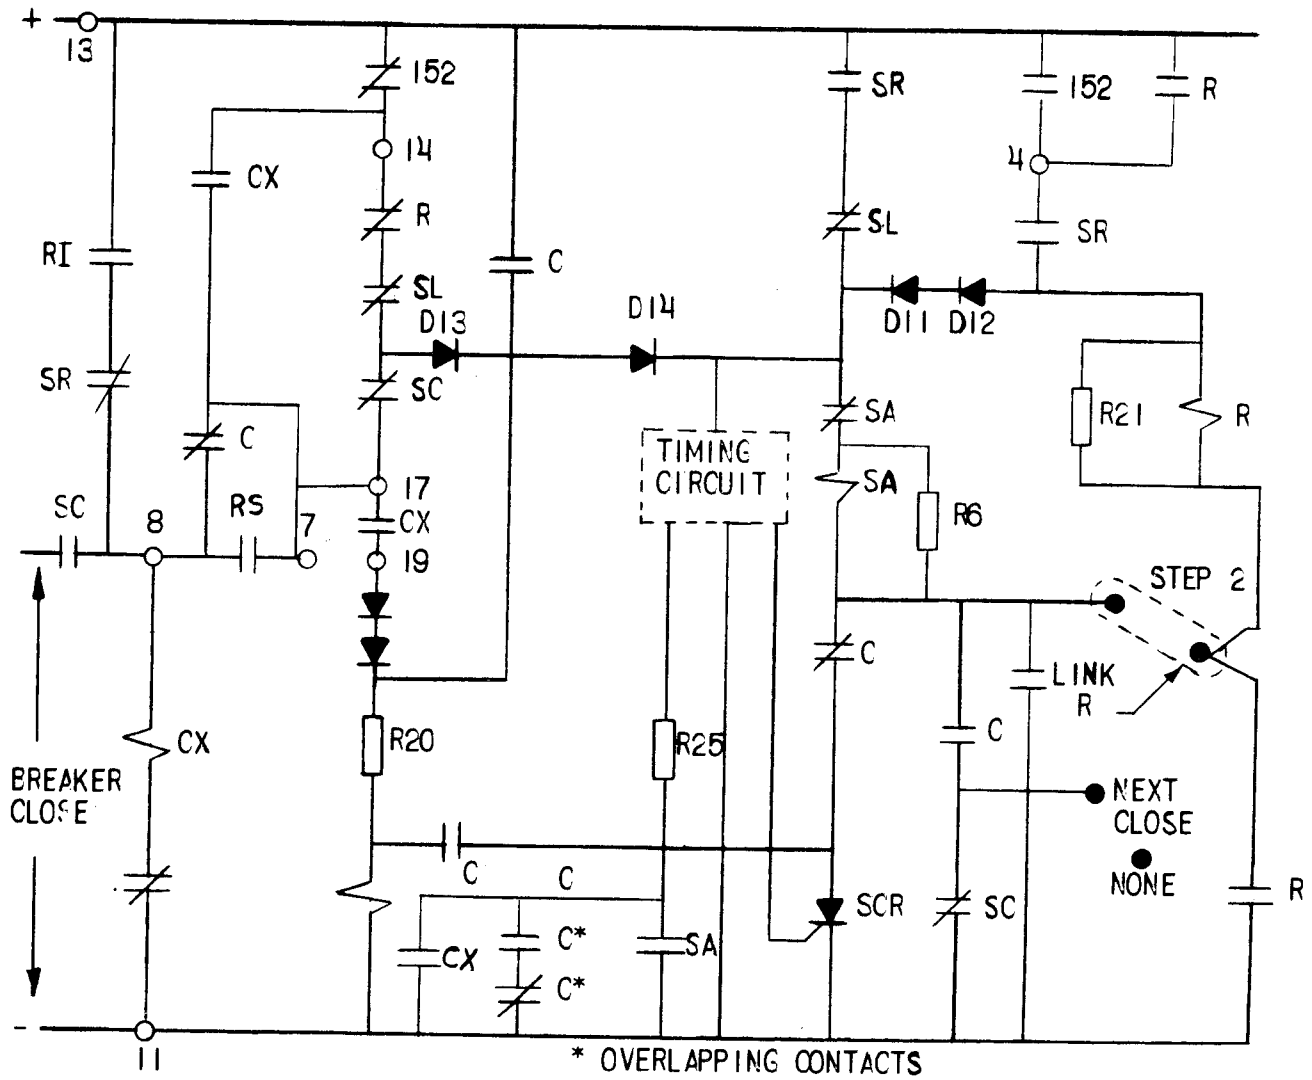 +
13
152
SR
152
R
14
4
CX
R
SL
SR
RI
C
SL
D13
D14
D11 D12
SR
SC
SA
R21
R
C
TIMING
CIRCUIT
SA
17
SC
8
RS
7
CX
R6
19
STEP 2
C
LINK
R
CX
R20
R25
C
BREAKER
CLOSE
NEXT
CLOSE
C
C
NONE
SCR
SC
R
CX
C*
SA
C*
-
11
* OVERLAPPING CONTACTS